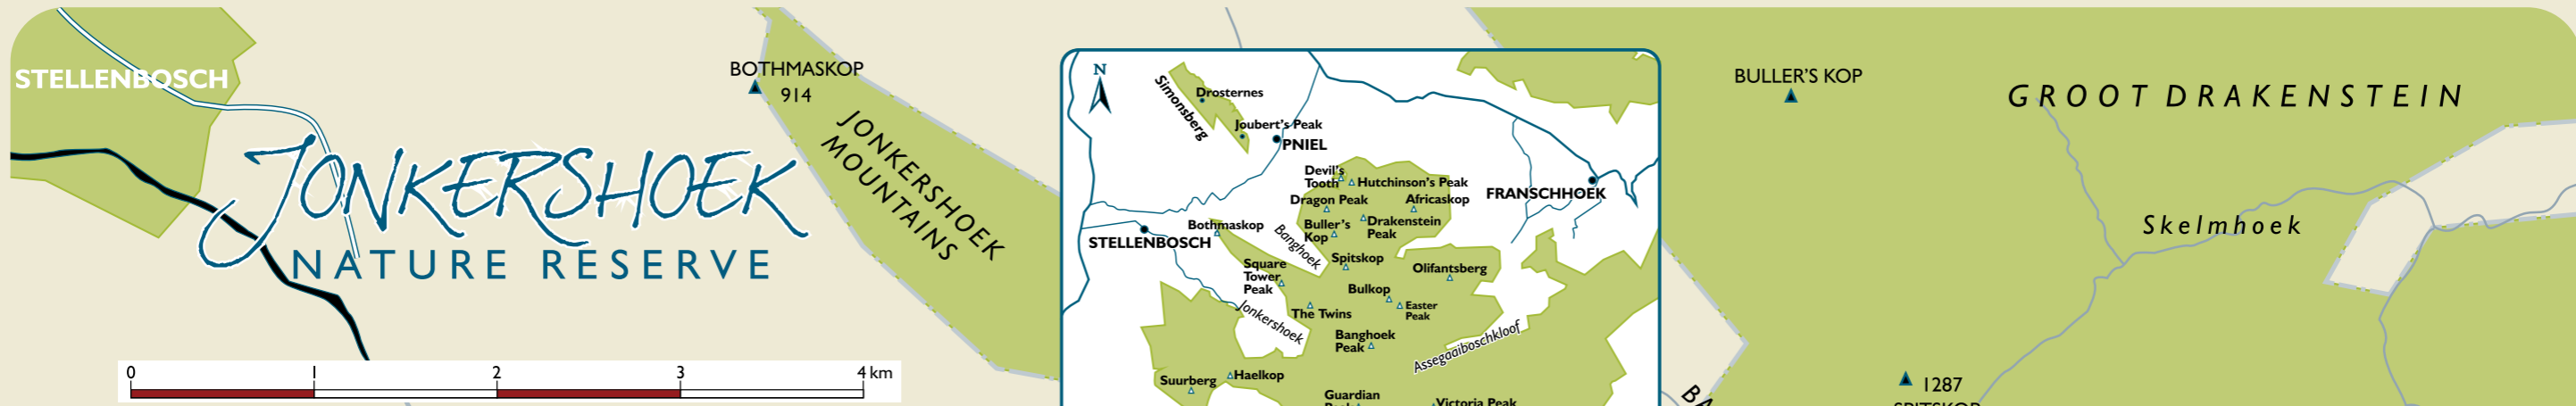 STELLENBOSCH
JONKERSHOEK
NATURE RESERVE
0 1 2 3 4 km
BOTHMASKOP
914
JONKERSHOEK
MOUNTAINS
N
Simonsberg
Drosternes
Joubert's Peak
PNIEL
Devil's
Tooth
Hutchinson's Peak
FRANSCHHOEK
Dragon Peak
Africaskop
Bothmaskop
Buller's
Kop
Drakenstein
Peak
STELLENBOSCH
Banghoek
Spitskop
Square
Tower
Peak
Olifantsberg
Bulkop
Easter
Peak
The Twins
Jonkershoek
Banghoek
Peak
Assegaaiboschkloof
Suurberg
Haelkop
Guardian
Victoria Peak
BULLER'S KOP
GROOT DRAKENSTEIN
Skelmhoek
1287
SPITSKOP